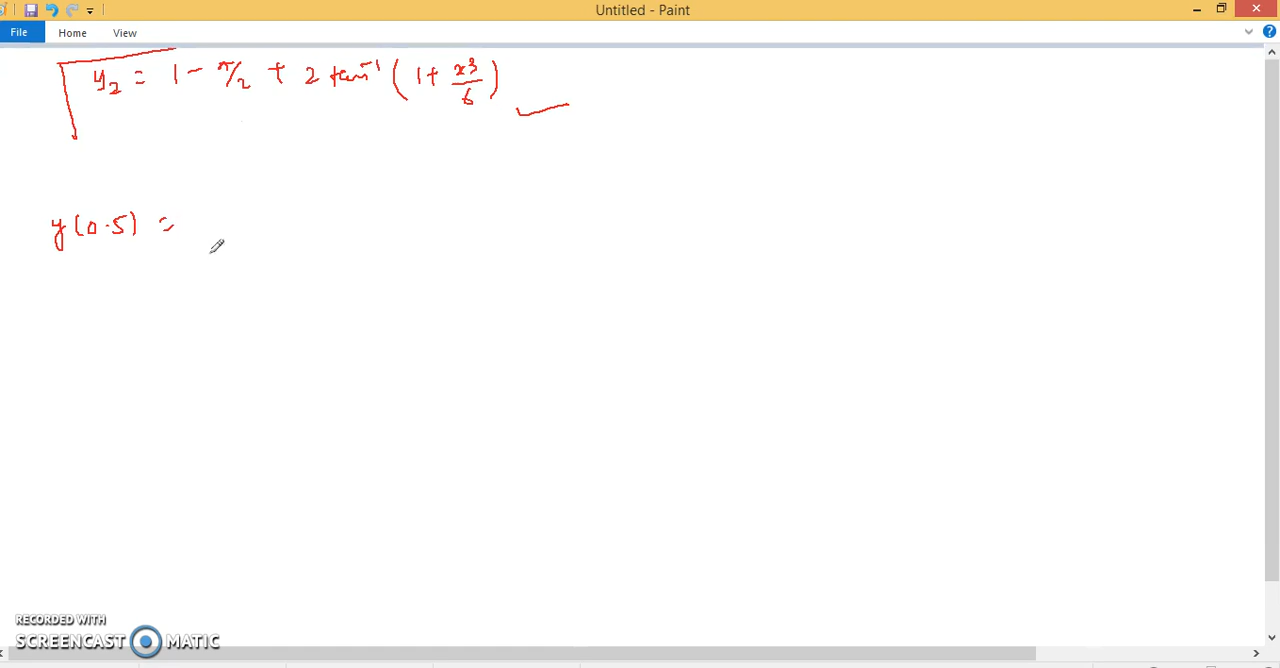 Untitled - Paint
File Home View
y₂ = 1 - π/2 + 2 tan⁻¹ (1 + x³/6)
y(0.5) =
RECORDED WITH
SCREENCAST MATIC